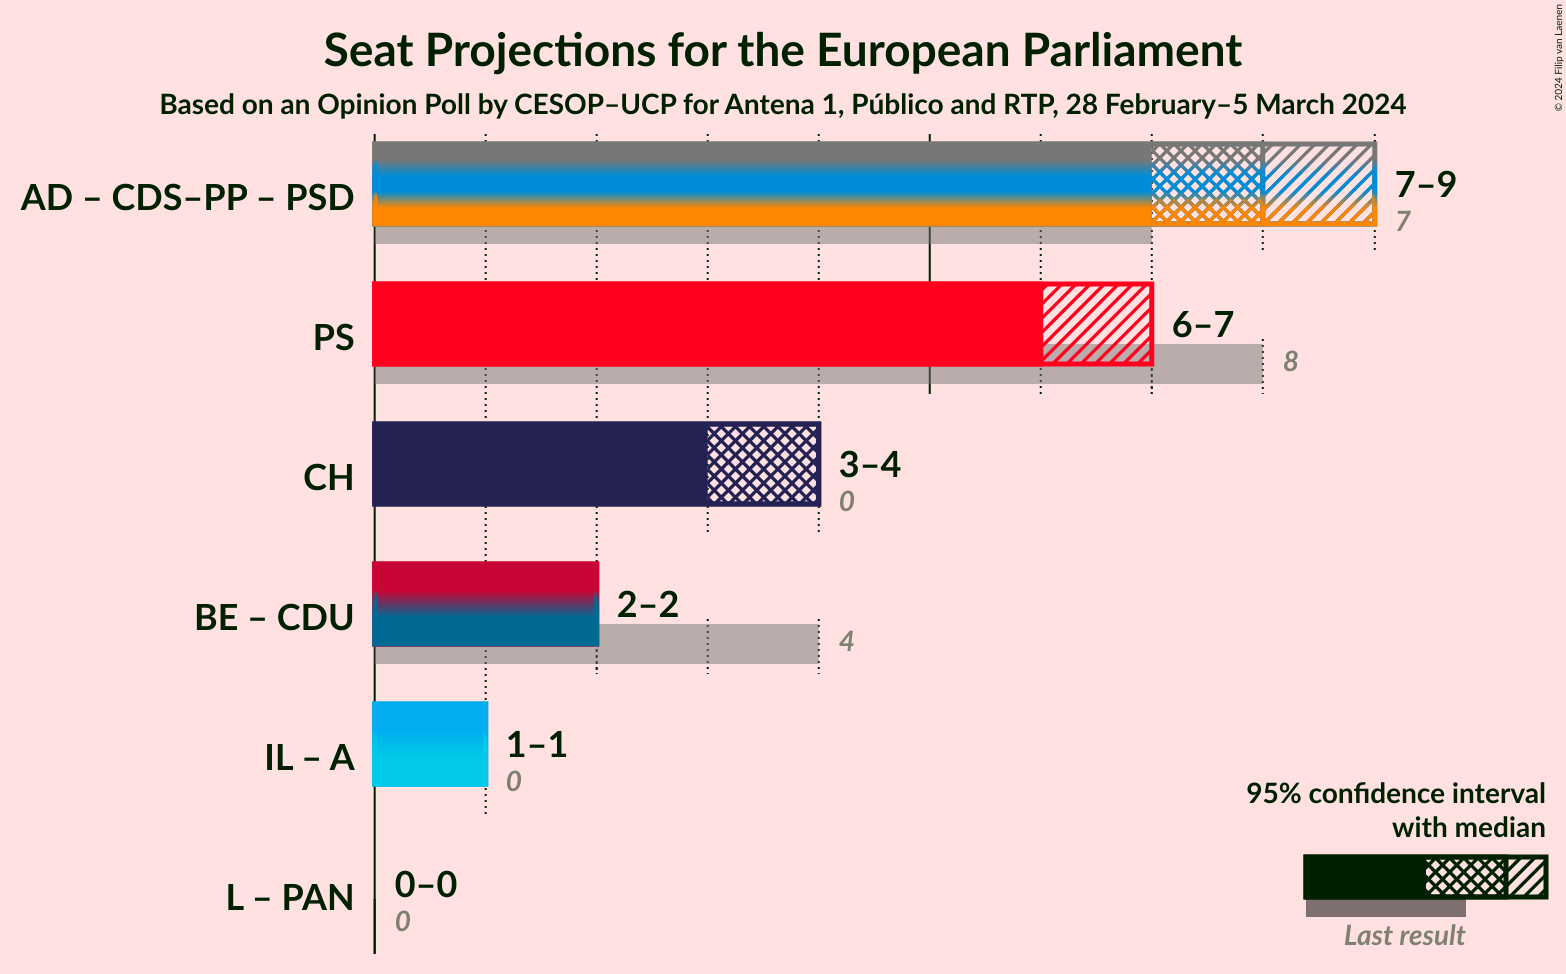 Seat Projections for the European Parliament
Based on an Opinion Poll by CESOP–UCP for Antena 1, Público and RTP, 28 February–5 March 2024
© 2024 Filip van Laenen
AD – CDS–PP – PSD
7–9
7
PS
6–7
8
CH
3–4
0
BE – CDU
2–2
4
IL – A
1–1
0
L – PAN
0–0
0
95% confidence interval
with median
Last result